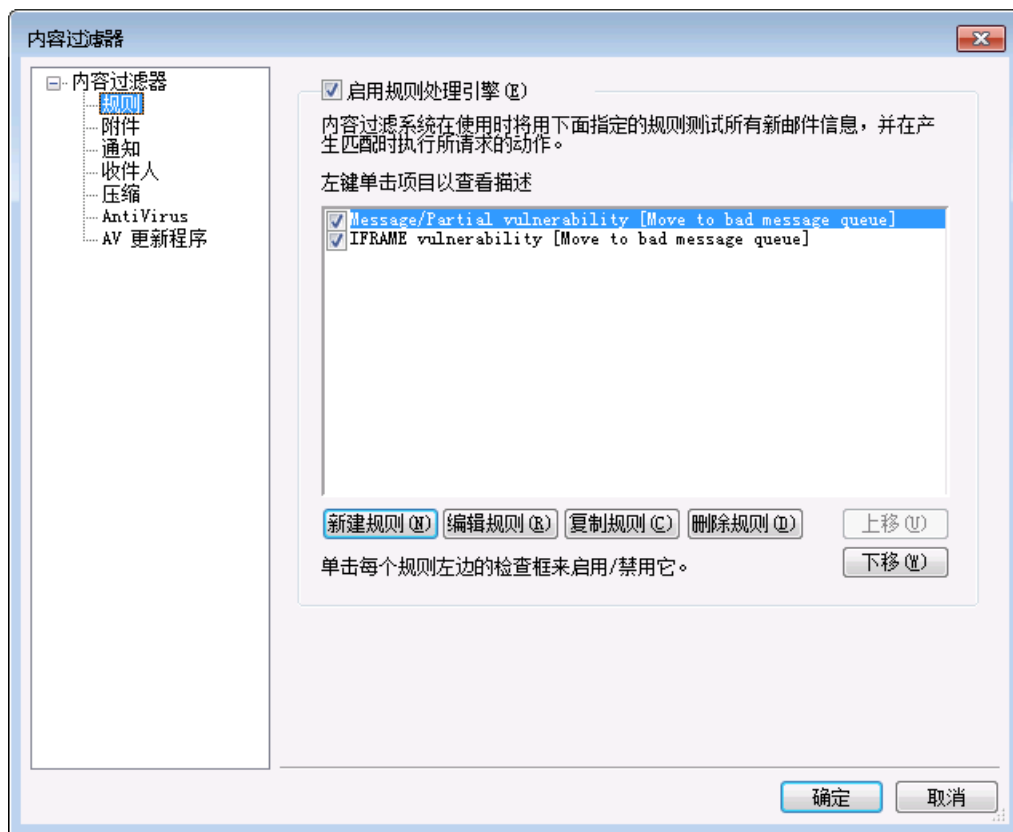 内容过滤器
内容过滤器
规则
附件
通知
收件人
压缩
AntiVirus
AV 更新程序
启用规则处理引擎(E)
内容过滤系统在使用时将用下面指定的规则测试所有新邮件信息，并在产
生匹配时执行所请求的动作。
左键单击项目以查看描述
Message/Partial vulnerability [Move to bad message queue]
IFRAME vulnerability [Move to bad message queue]
新建规则(N) 编辑规则(R) 复制规则(C) 删除规则(D) 上移(U)
单击每个规则左边的检查框来启用/禁用它。 下移(W)
确定 取消